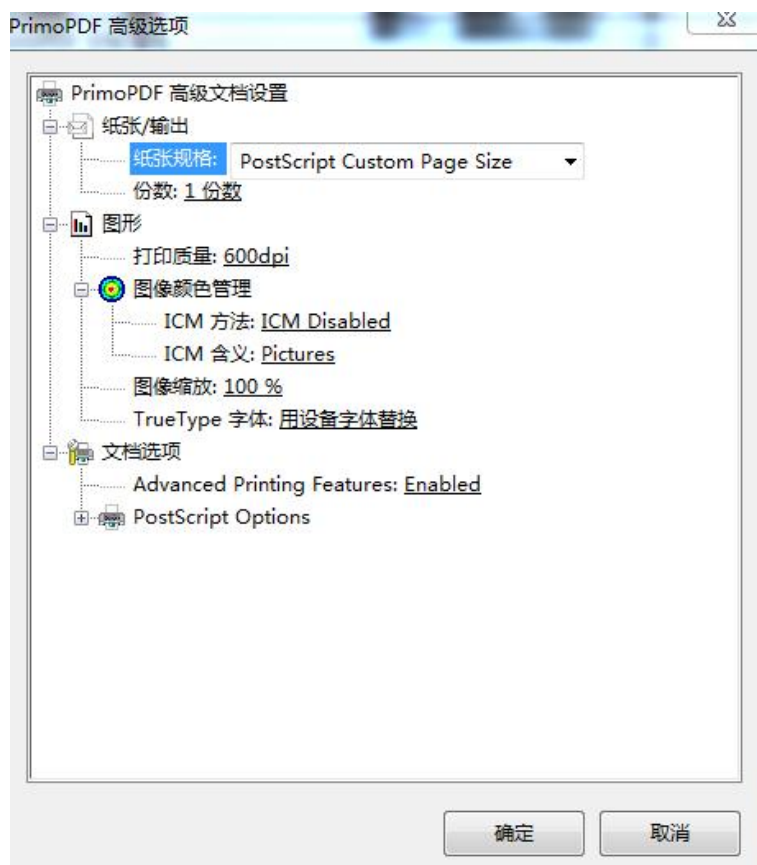 PrimoPDF 高级选项
PrimoPDF 高级文档设置
纸张/输出
纸张规格: PostScript Custom Page Size
份数: 1 份数
图形
打印质量: 600dpi
图像颜色管理
ICM 方法: ICM Disabled
ICM 含义: Pictures
图像缩放: 100 %
TrueType 字体: 用设备字体替换
文档选项
Advanced Printing Features: Enabled
PostScript Options
确定 取消